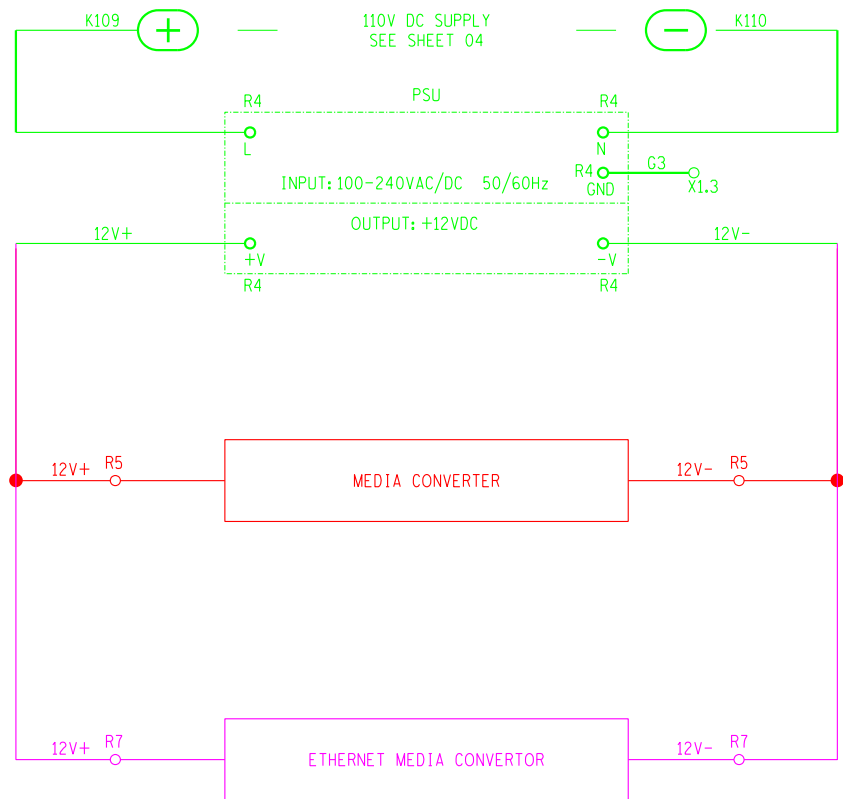 K109
+
110V DC SUPPLY
SEE SHEET 04
-
K110
PSU
R4
R4
L
N
INPUT:100-240VAC/DC 50/60Hz
R4
GND
G3
X1.3
OUTPUT:+12VDC
12V+
12V-
+V
-V
R4
R4
12V+
R5
MEDIA CONVERTER
12V-
R5
12V+
R7
ETHERNET MEDIA CONVERTOR
12V-
R7